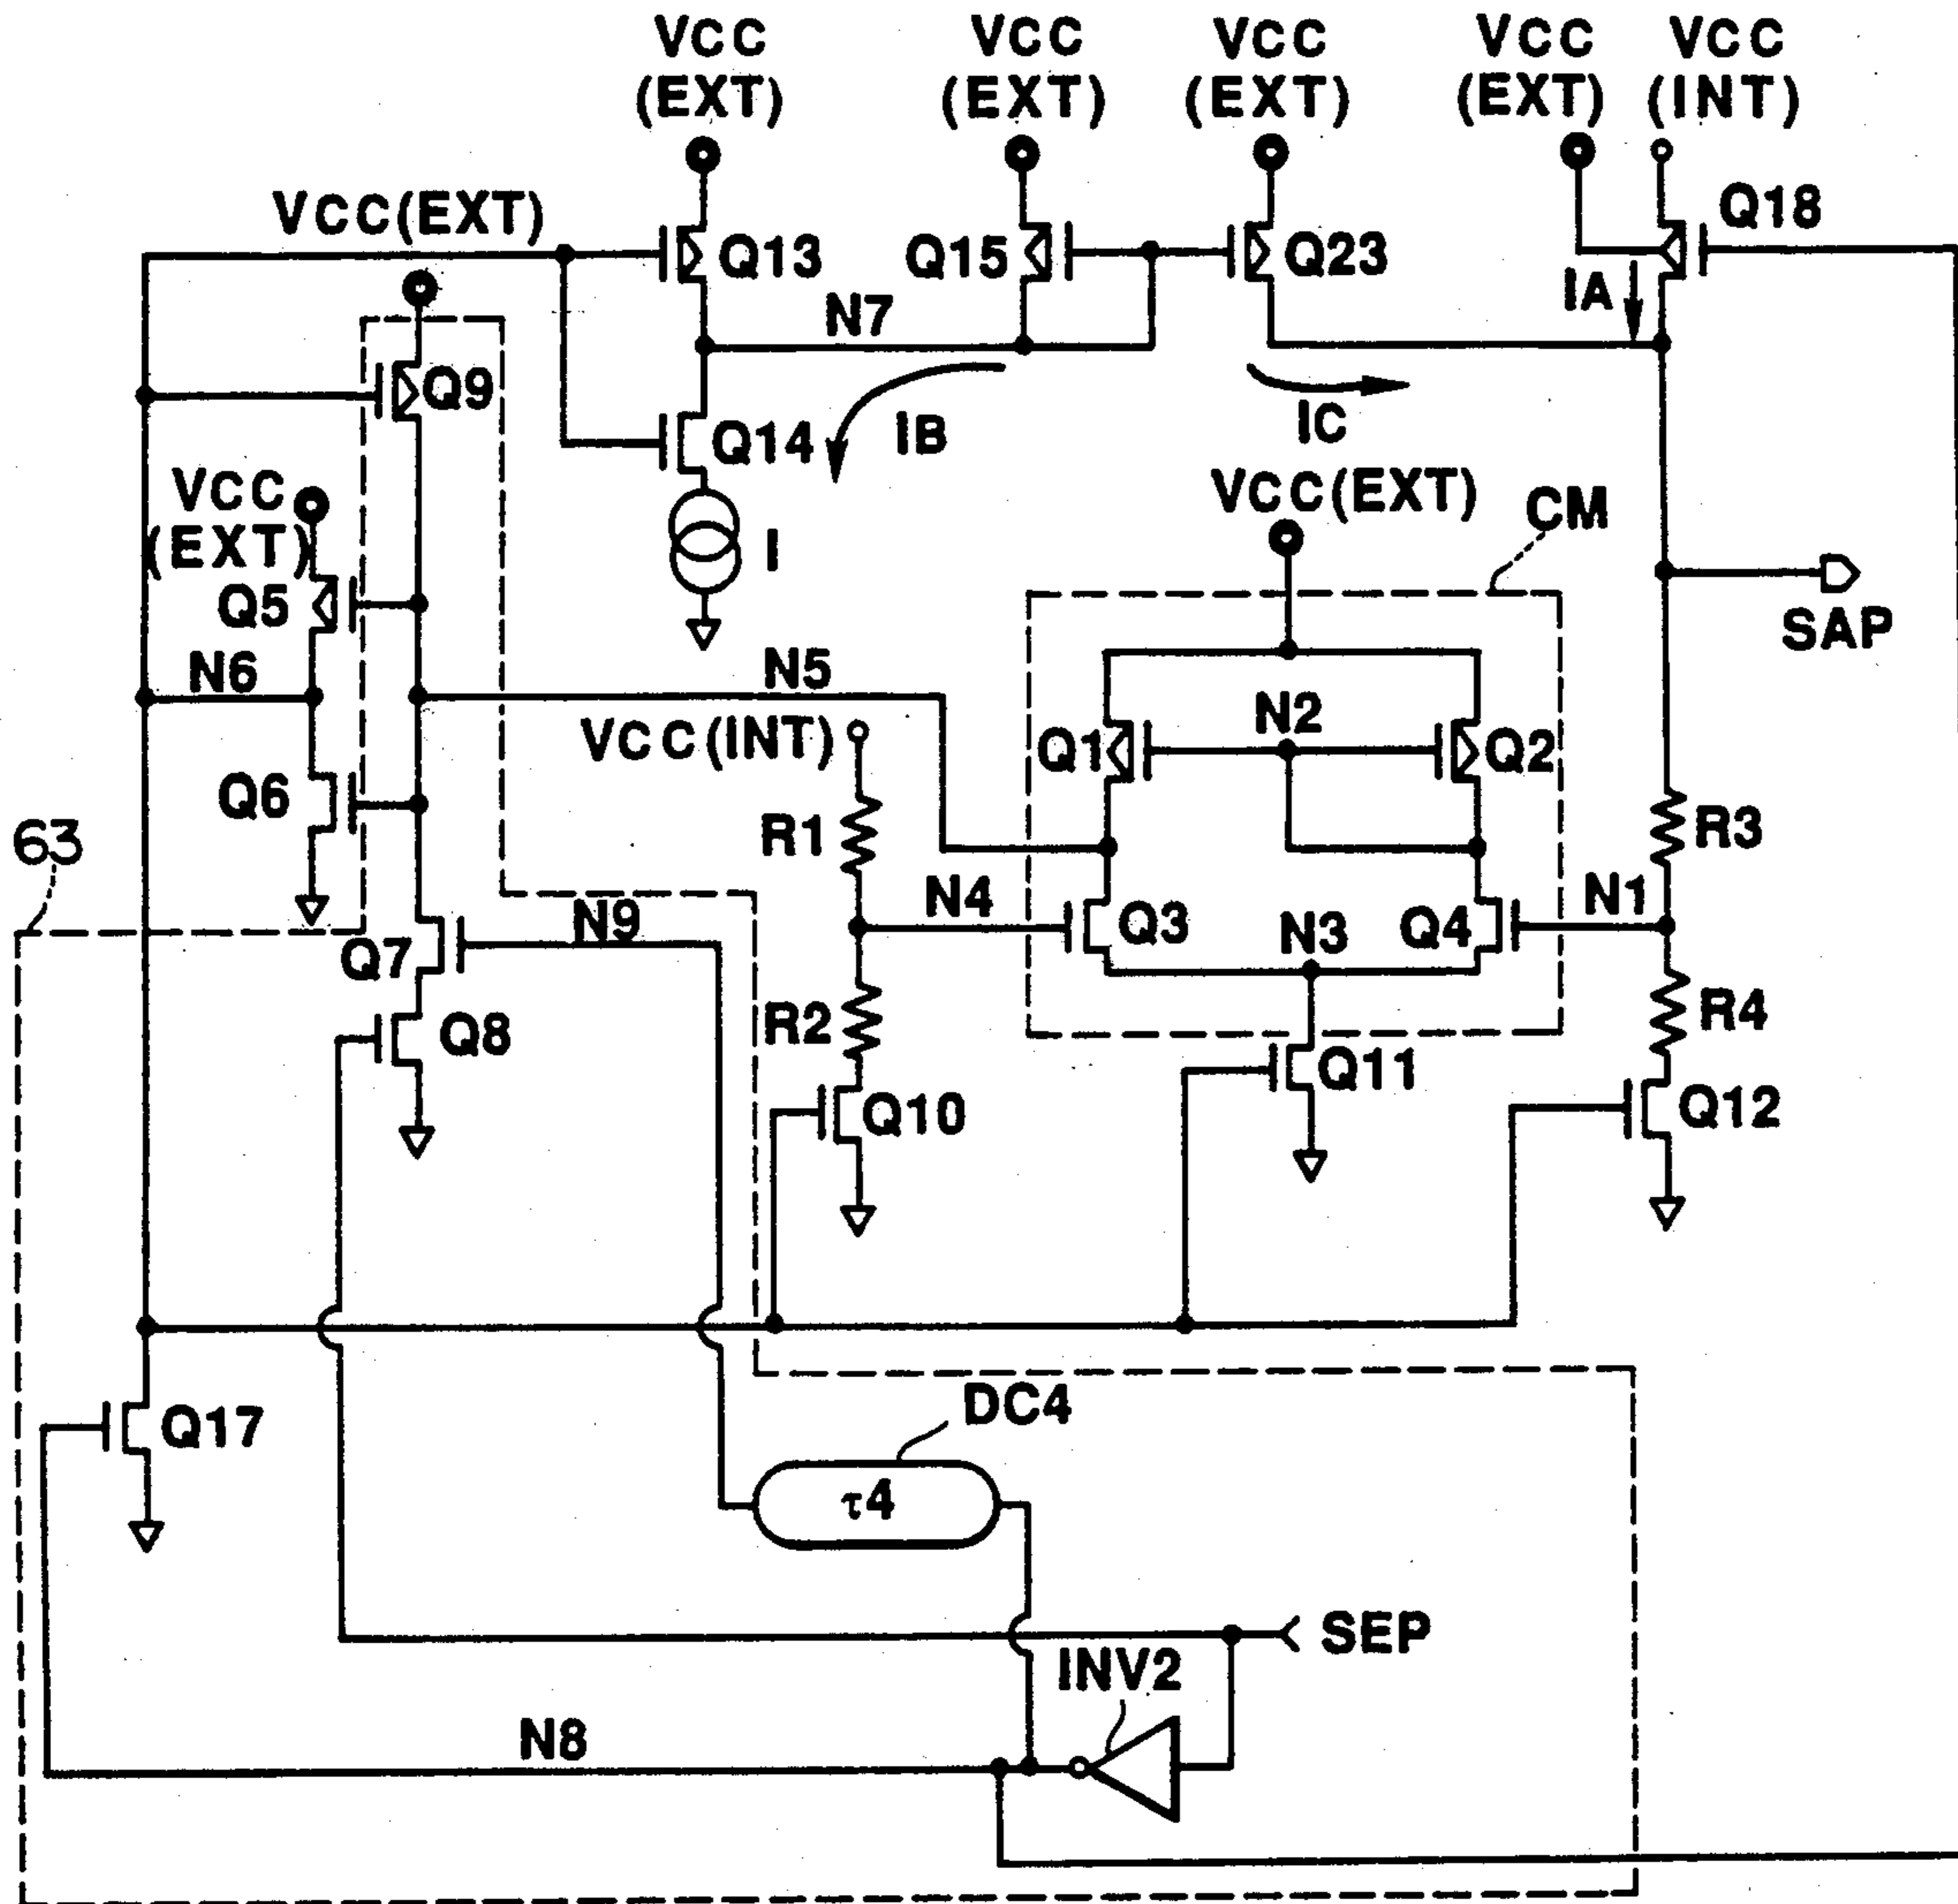 VCC (EXT)
VCC (EXT)
VCC (EXT)
VCC (EXT)
VCC (INT)
VCC(EXT)
Q13
Q15
Q23
Q18
IA
N7
Q9
Q14
IB
IC
VCC (EXT)
VCC(EXT)
CM
I
Q5
SAP
N6
N5
N2
VCC(INT)
Q1
Q2
Q6
R1
R3
63
N4
N1
N9
Q3
N3
Q4
Q7
R2
R4
Q8
Q11
Q10
Q12
DC4
Q17
τ4
SEP
INV2
N8